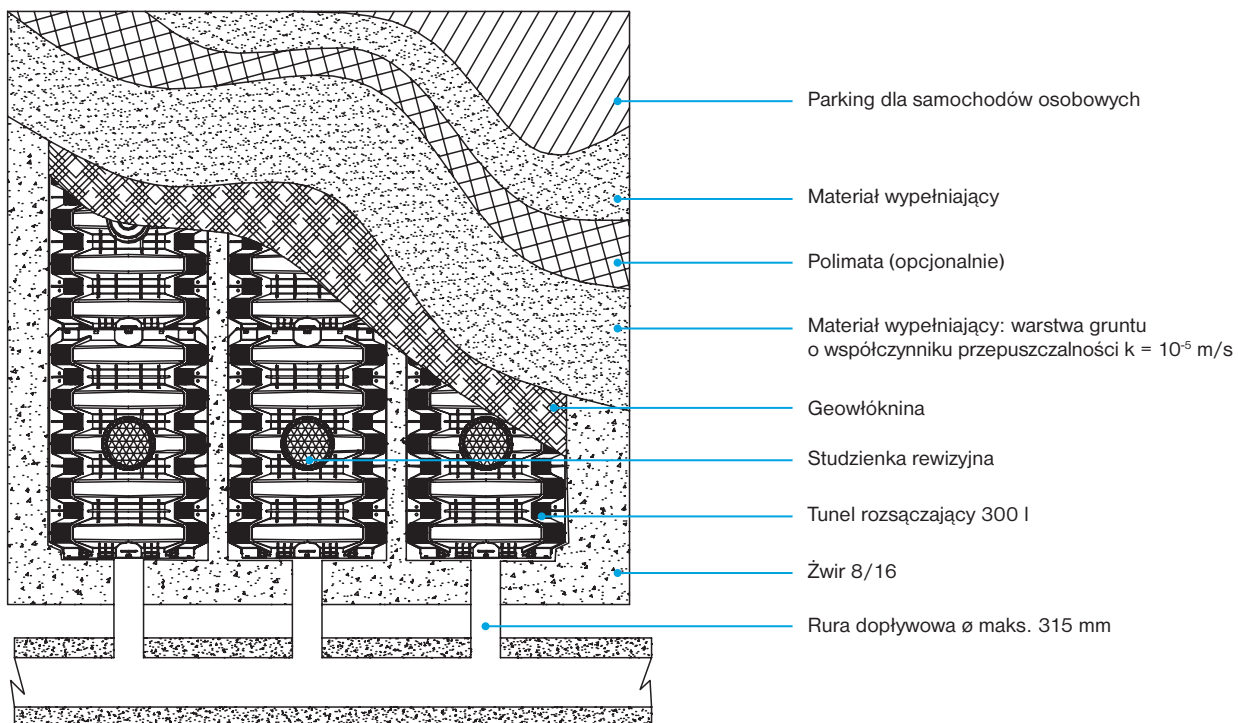 Parking dla samochodów osobowych
Materiał wypełniający
Polimata (opcjonalnie)
Materiał wypełniający: warstwa gruntu
o współczynniku przepuszczalności k = 10⁻⁵ m/s
Geowłóknina
Studzienka rewizyjna
Tunel rozsączający 300 l
Żwir 8/16
Rura dopływowa ø maks. 315 mm